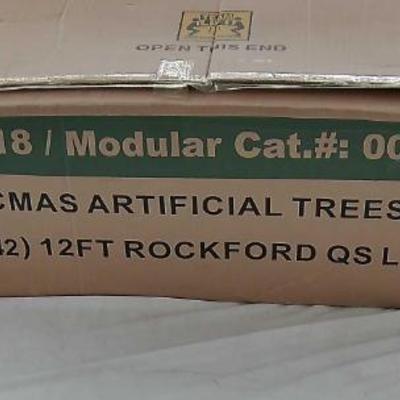 OPEN THIS END
18 / Modular Cat.#: 00
CMAS ARTIFICIAL TREES
42) 12FT ROCKFORD QS L